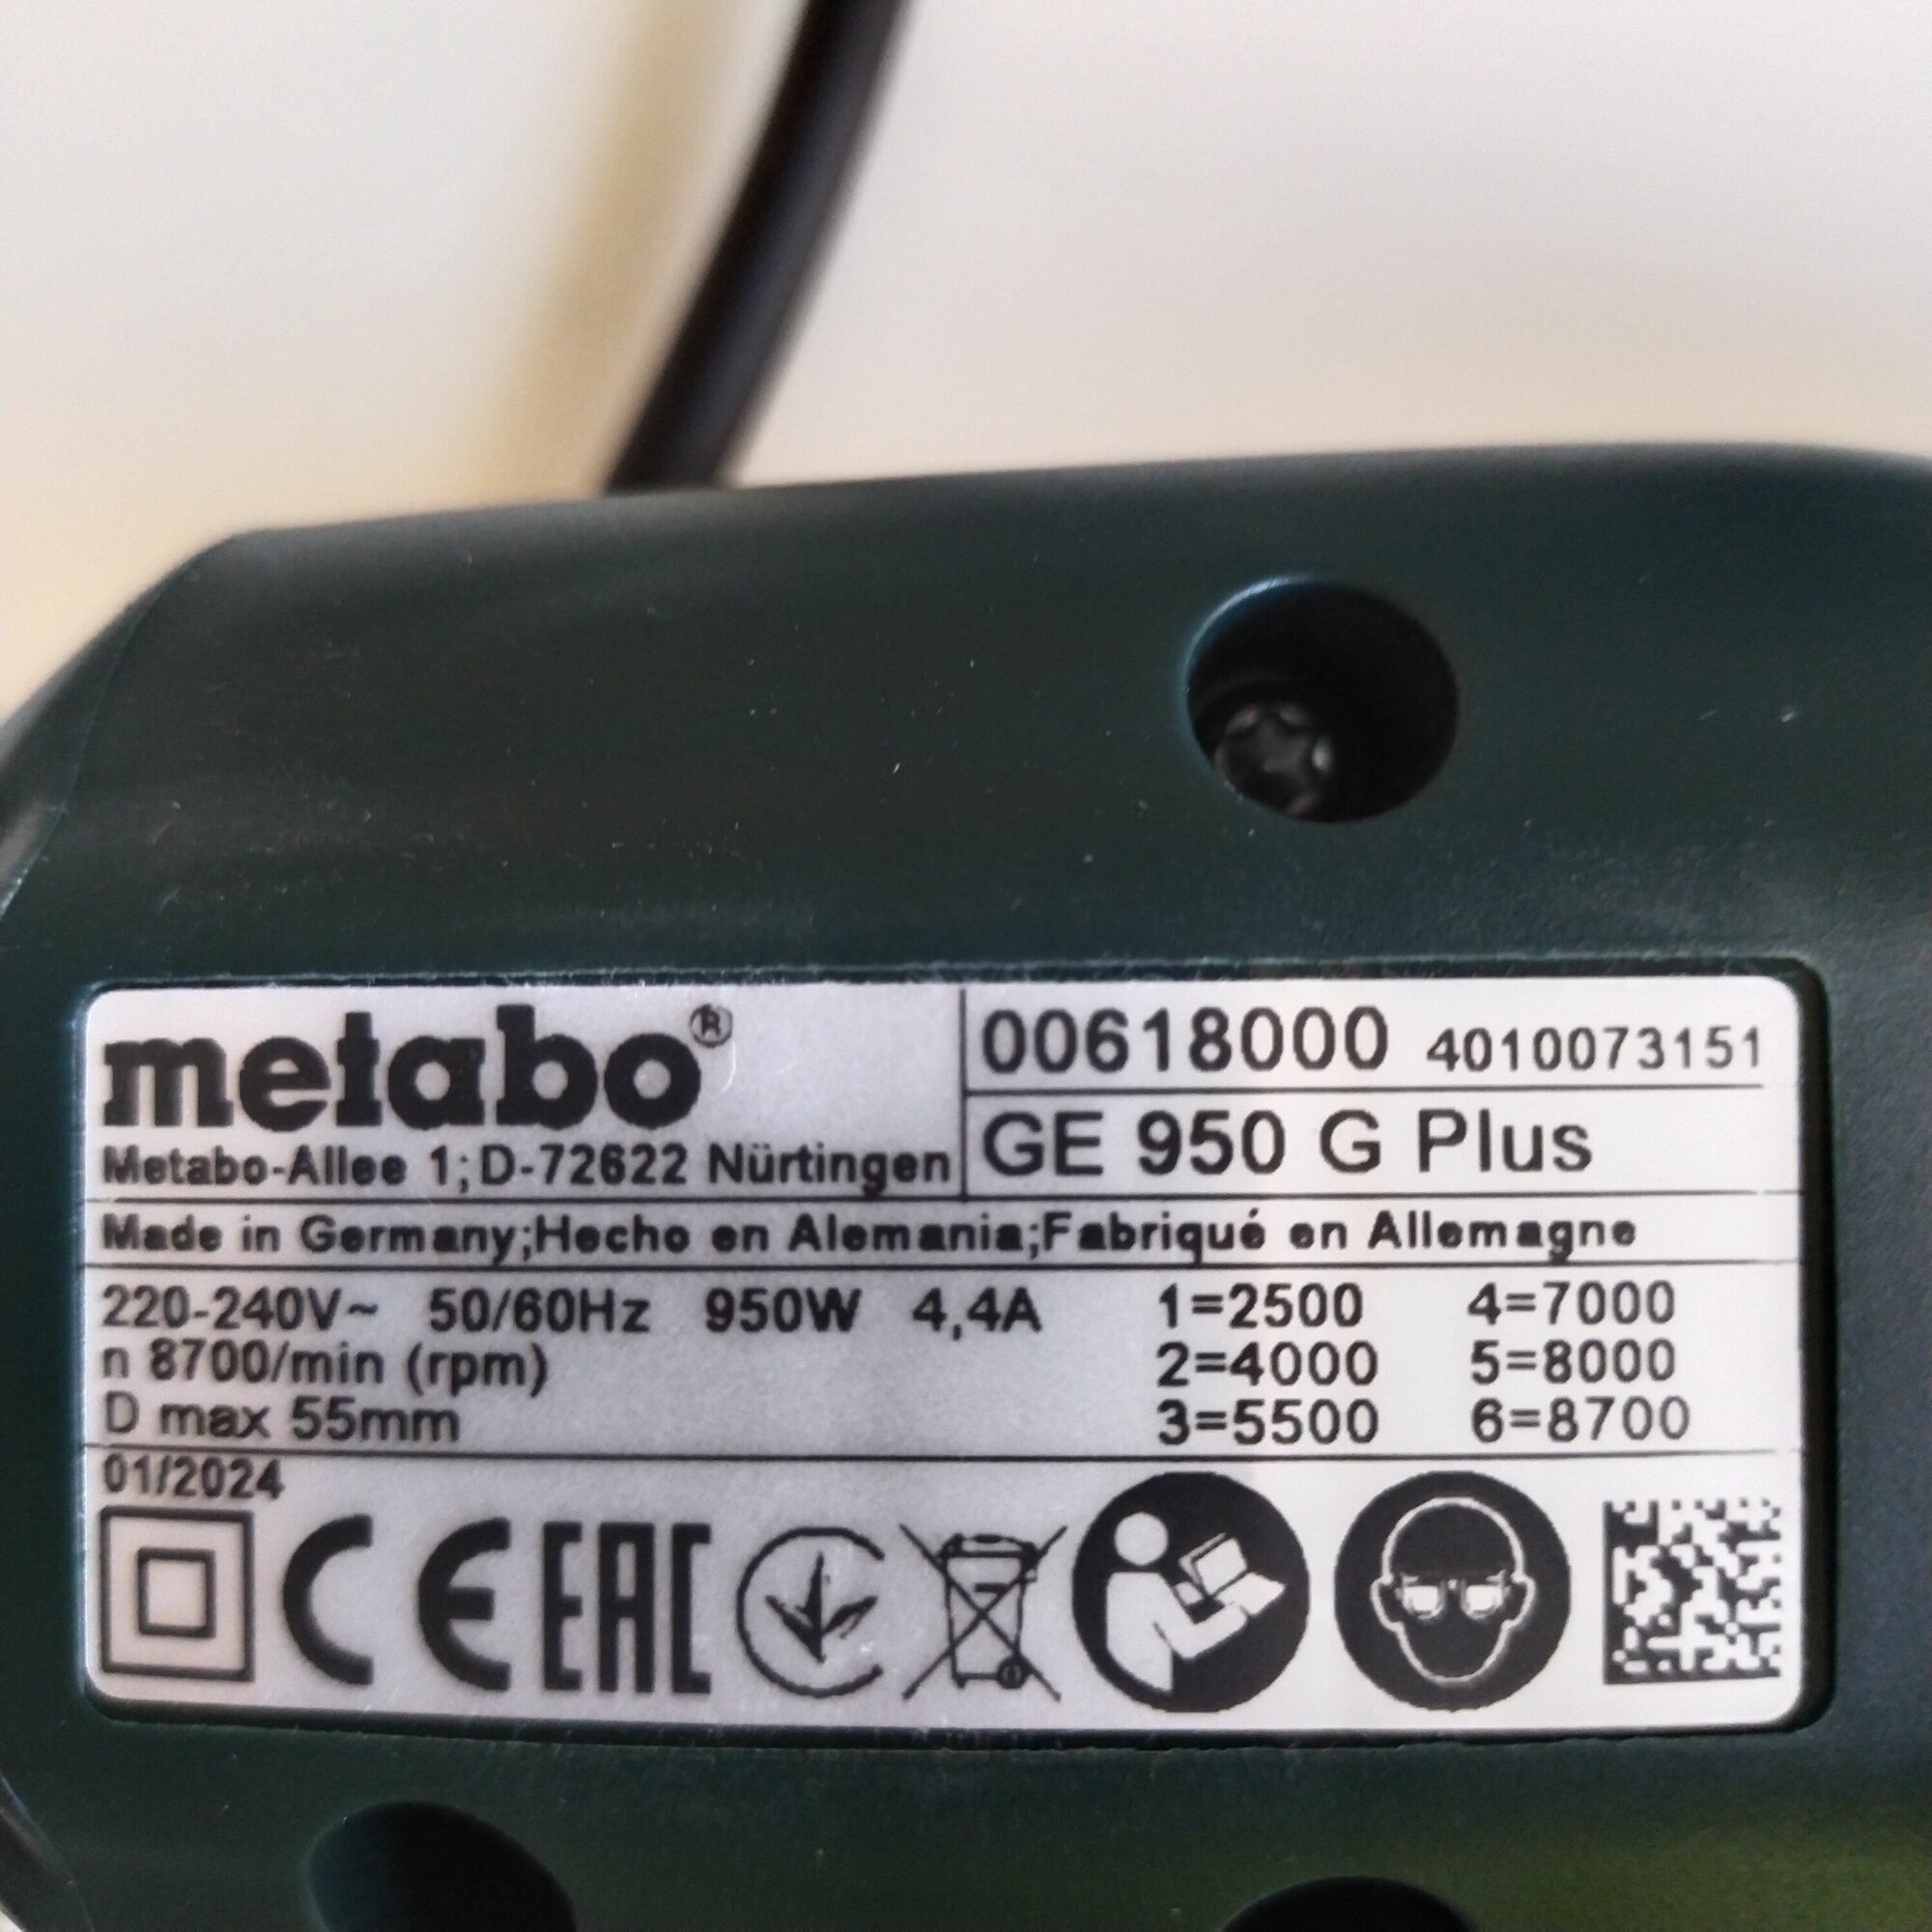 metabo®
Metabo-Allee 1; D-72622 Nürtingen
00618000 4010073151
GE 950 G Plus
Made in Germany;Hecho en Alemania;Fabriqué en Allemagne
220-240V~ 50/60Hz 950W 4,4A
n 8700/min (rpm)
D max 55mm
1=2500 4=7000
2=4000 5=8000
3=5500 6=8700
01/2024
CE EAC